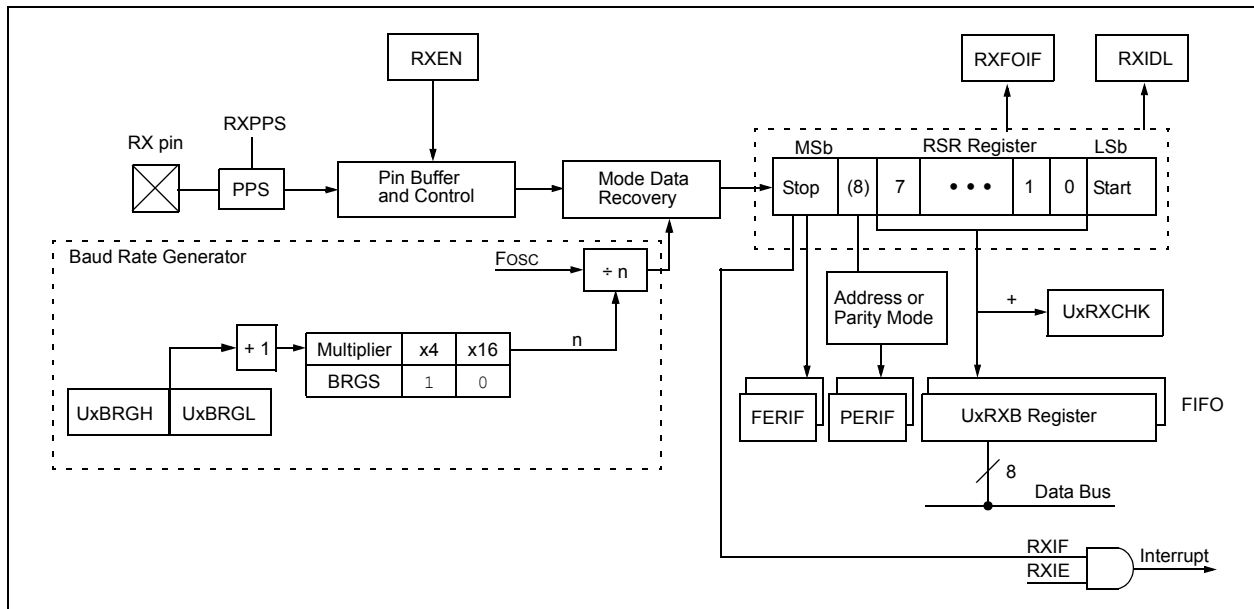 RXEN
RXFOIF
RXIDL
RXPPS
RX pin
MSb
RSR Register
LSb
PPS
Pin Buffer
and Control
Mode Data
Recovery
Stop
(8)
7
• • •
1
0
Start
Baud Rate Generator
FOSC
÷ n
Address or
Parity Mode
+
UxRXCHK
+ 1
Multiplier x4 x16
BRGS 1 0
n
UxBRGH UxBRGL
FERIF
PERIF
UxRXB Register
FIFO
8
Data Bus
RXIF
RXIE
Interrupt